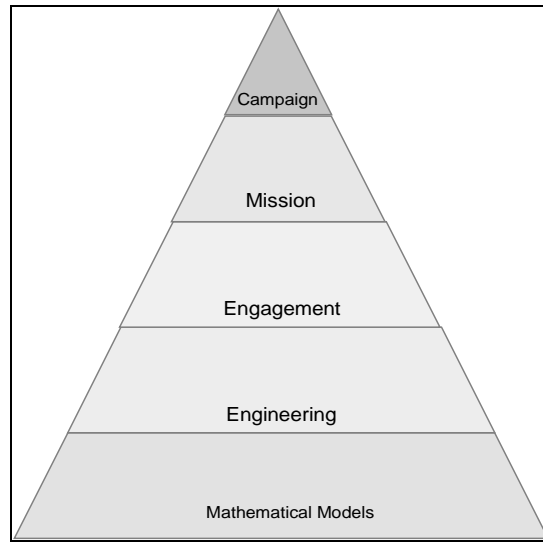 Campaign
Mission
Engagement
Engineering
Mathematical Models